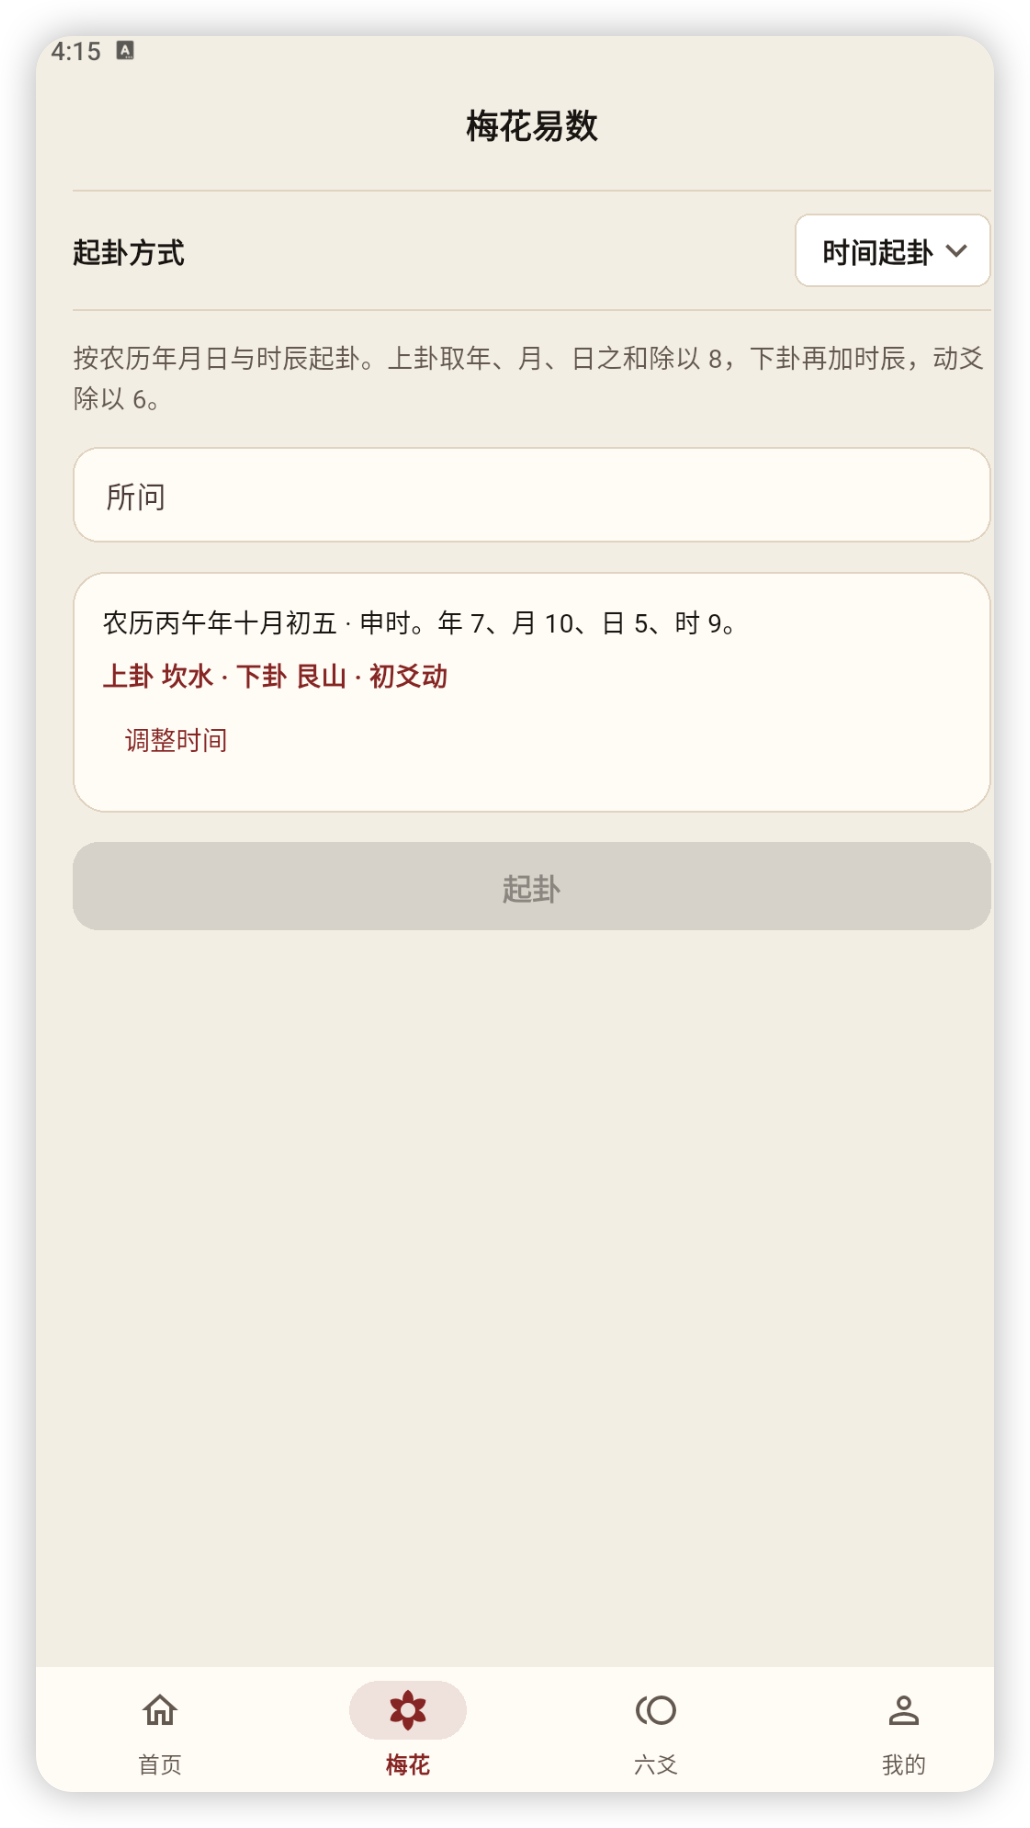 4:15 A
梅花易数
起卦方式
时间起卦
按农历年月日与时辰起卦。上卦取年、月、日之和除以 8，下卦再加时辰，动爻
除以 6。
所问
农历丙午年十月初五 · 申时。年 7、月 10、日 5、时 9。
上卦 坎水 · 下卦 艮山 · 初爻动
调整时间
起卦
首页
梅花
六爻
我的